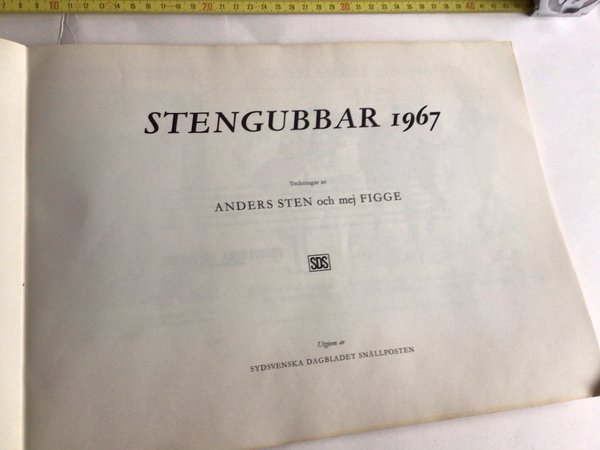 STENGUBBAR 1967
Teckningar av
ANDERS STEN och mej FIGGE
SDS
Utgiven av
SYDSVENSKA DAGBLADET SNÄLLPOSTEN